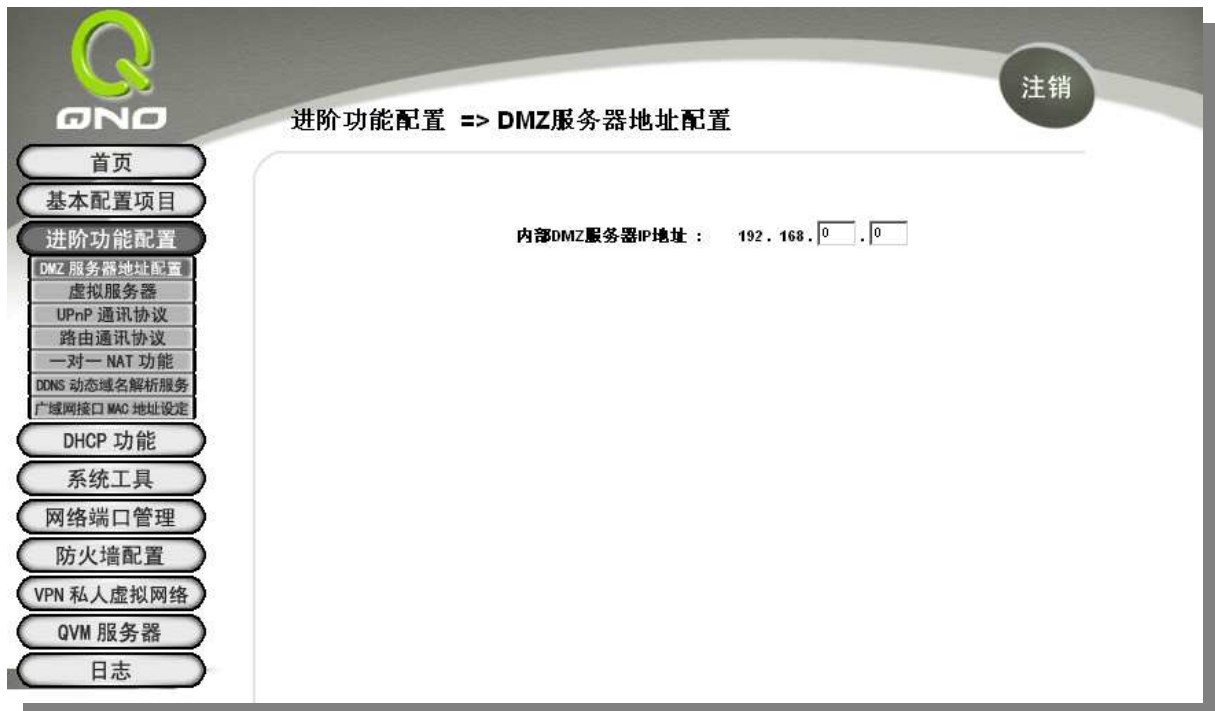 QNO
注销
进阶功能配置 => DMZ服务器地址配置
首页
基本配置项目
进阶功能配置
DMZ 服务器地址配置
虚拟服务器
UPnP 通讯协议
路由通讯协议
一对一 NAT 功能
DDNS 动态域名解析服务
广域网接口 MAC 地址设定
DHCP 功能
系统工具
网络端口管理
防火墙配置
VPN 私人虚拟网络
QVM 服务器
日志
内部DMZ服务器IP地址 : 192 . 168 . 0 . 0